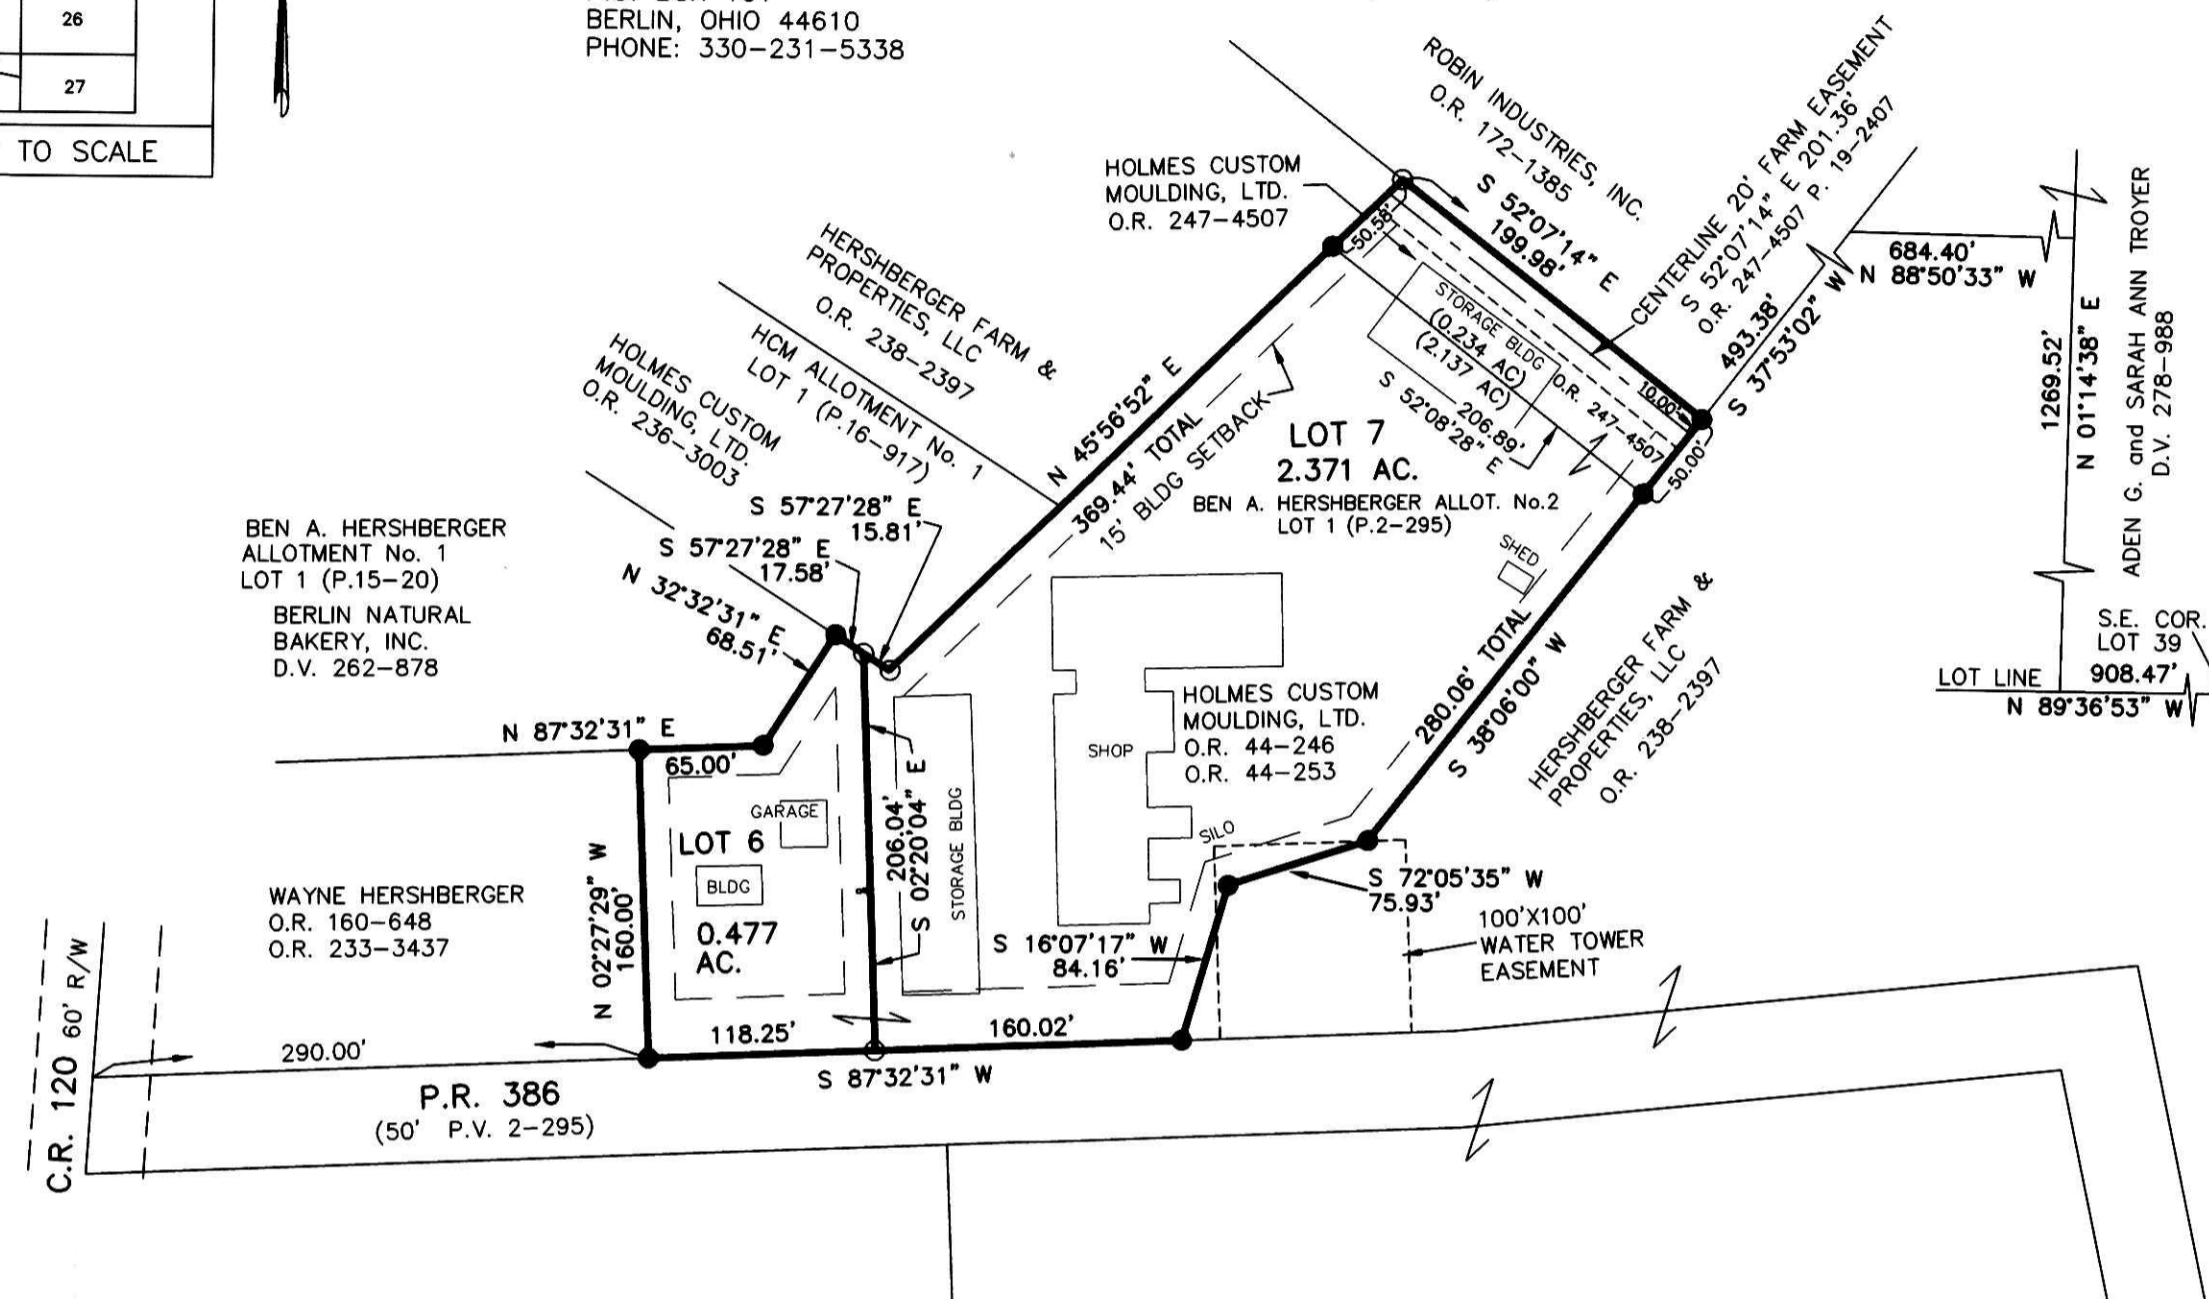 26
27
TO SCALE
BERLIN, OHIO 44610
PHONE: 330-231-5338
ROBIN INDUSTRIES, INC.
O.R. 172-1385
S 52°07'14" E
199.98'
CENTERLINE 20' FARM EASEMENT
S 52°07'14" E 201.36'
O.R. 247-4507 P. 19-2407
HOLMES CUSTOM
MOULDING, LTD.
O.R. 247-4507
50.58'
HERSHBERGER FARM &
PROPERTIES, LLC
O.R. 238-2397
HCM ALLOTMENT No. 1
LOT 1 (P.16-917)
HOLMES CUSTOM
MOULDING, LTD.
O.R. 236-3003
N 45°56'52" E
369.44' TOTAL
15' BLDG SETBACK
STORAGE BLDG
(0.234 AC)
(2.137 AC)
O.R. 247-4507
206.89'
S 52°08'28" E
10.00'
50.00'
493.38'
S 37°53'02" W
684.40'
N 88°50'33" W
1269.52'
N 01°14'38" E
ADEN G. and SARAH ANN TROYER
D.V. 278-988
S.E. COR.
LOT 39
LOT LINE
908.47'
N 89°36'53" W
LOT 7
2.371 AC.
BEN A. HERSHBERGER ALLOT. No.2
LOT 1 (P.2-295)
SHED
S 57°27'28" E
15.81'
S 57°27'28" E
17.58'
N 32°32'31" E
68.51'
BEN A. HERSHBERGER
ALLOTMENT No. 1
LOT 1 (P.15-20)
BERLIN NATURAL
BAKERY, INC.
D.V. 262-878
N 87°32'31" E
65.00'
HOLMES CUSTOM
MOULDING, LTD.
O.R. 44-246
O.R. 44-253
SHOP
SILO
280.06' TOTAL
S 38°06'00" W
HERSHBERGER FARM &
PROPERTIES, LLC
O.R. 238-2397
GARAGE
LOT 6
BLDG
0.477
AC.
206.04'
S 02°20'04" E
STORAGE BLDG
WAYNE HERSHBERGER
O.R. 160-648
O.R. 233-3437
N 02°27'29" W
160.00'
S 72°05'35" W
75.93'
100'X100'
WATER TOWER
EASEMENT
S 16°07'17" W
84.16'
C.R. 120 60' R/W
290.00'
118.25'
160.02'
S 87°32'31" W
P.R. 386
(50' P.V. 2-295)